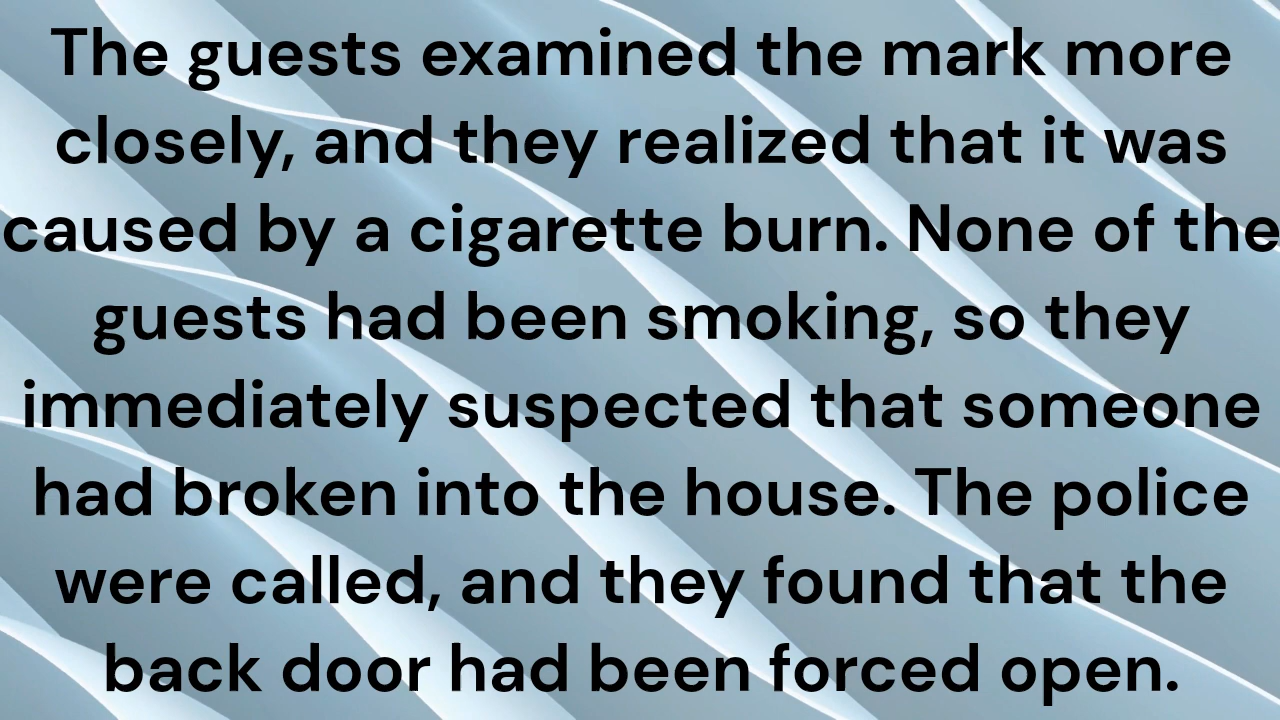 The guests examined the mark more
closely, and they realized that it was
caused by a cigarette burn. None of the
guests had been smoking, so they
immediately suspected that someone
had broken into the house. The police
were called, and they found that the
back door had been forced open.